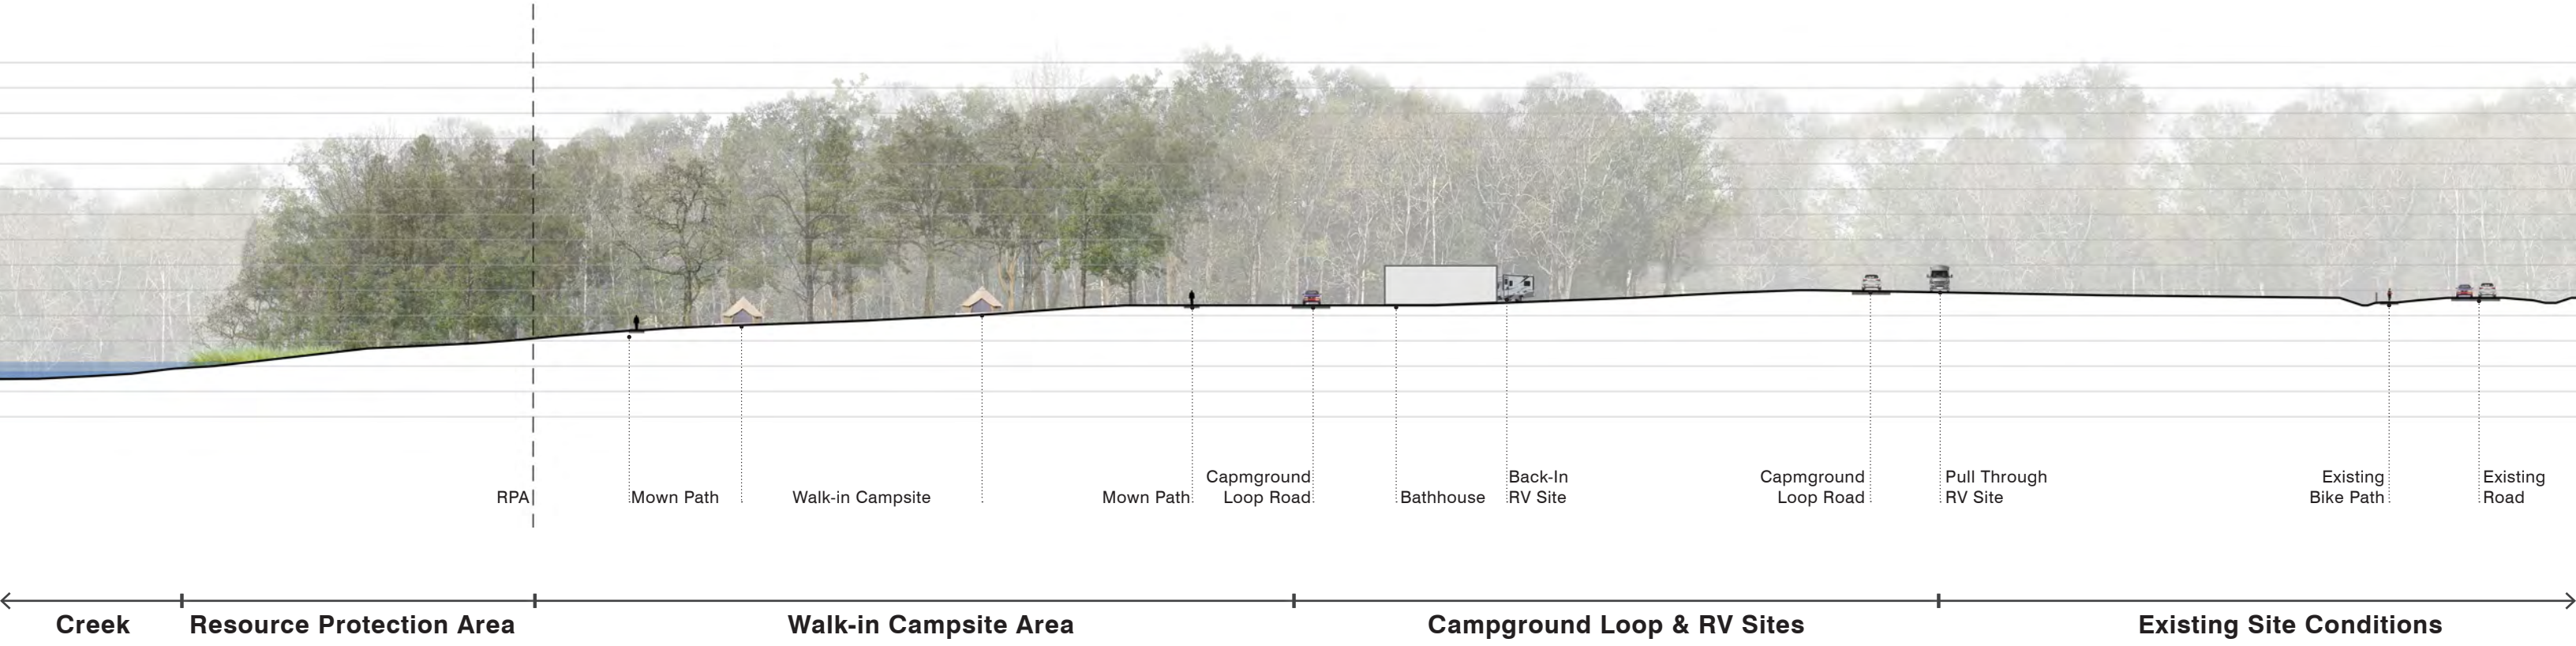 RPA
Mown Path
Walk-in Campsite
Mown Path
Capmground
Loop Road
Bathhouse
Back-In
RV Site
Capmground
Loop Road
Pull Through
RV Site
Existing
Bike Path
Existing
Road
Creek
Resource Protection Area
Walk-in Campsite Area
Campground Loop & RV Sites
Existing Site Conditions